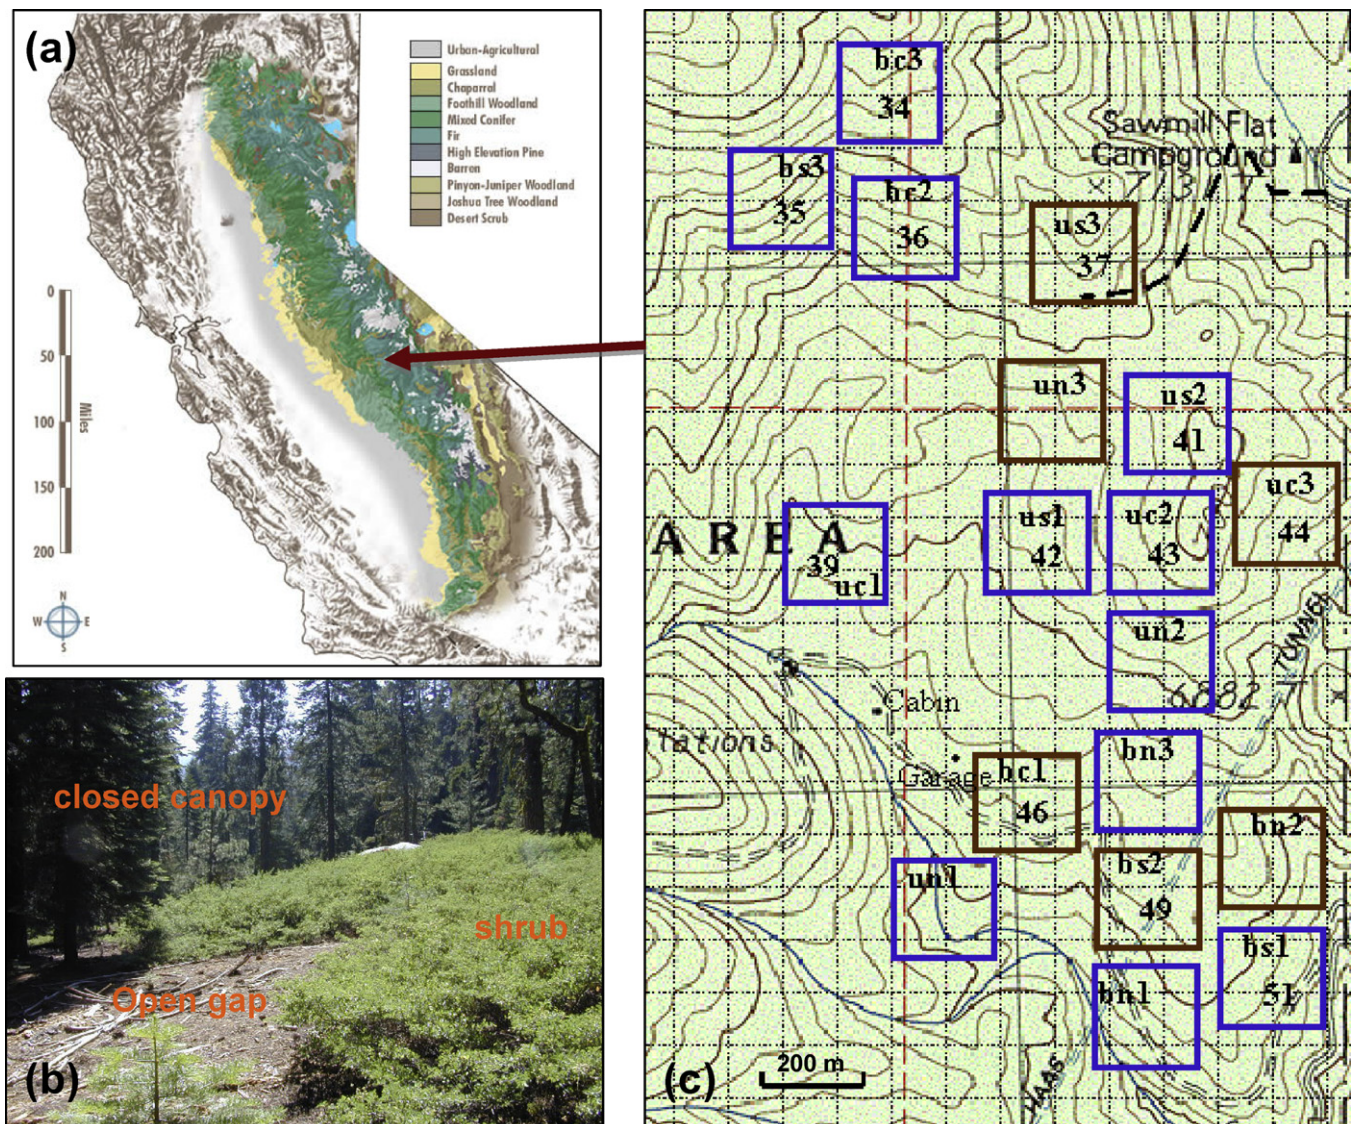 (a)
Urban-Agricultural
Grassland
Chaparral
Foothill Woodland
Mixed Conifer
Fir
High Elevation Pine
Barren
Pinyon-Juniper Woodland
Joshua Tree Woodland
Desert Scrub
0
50
100
150
200
Miles
N
W E
S
closed canopy
shrub
Open gap
(b)
bc3
34
Sawmill Flat
Campground
bs3
35
bc2
36
us3
37
un3
us2
41
uc3
44
us1
42
uc2
43
AREA
39
uc1
un2
TUNNEL
6882 T
Cabin
lations
Garage
bn3
bc1
46
bn2
un1
bs2
49
bs1
51
bn1
HAAS
200 m
(c)